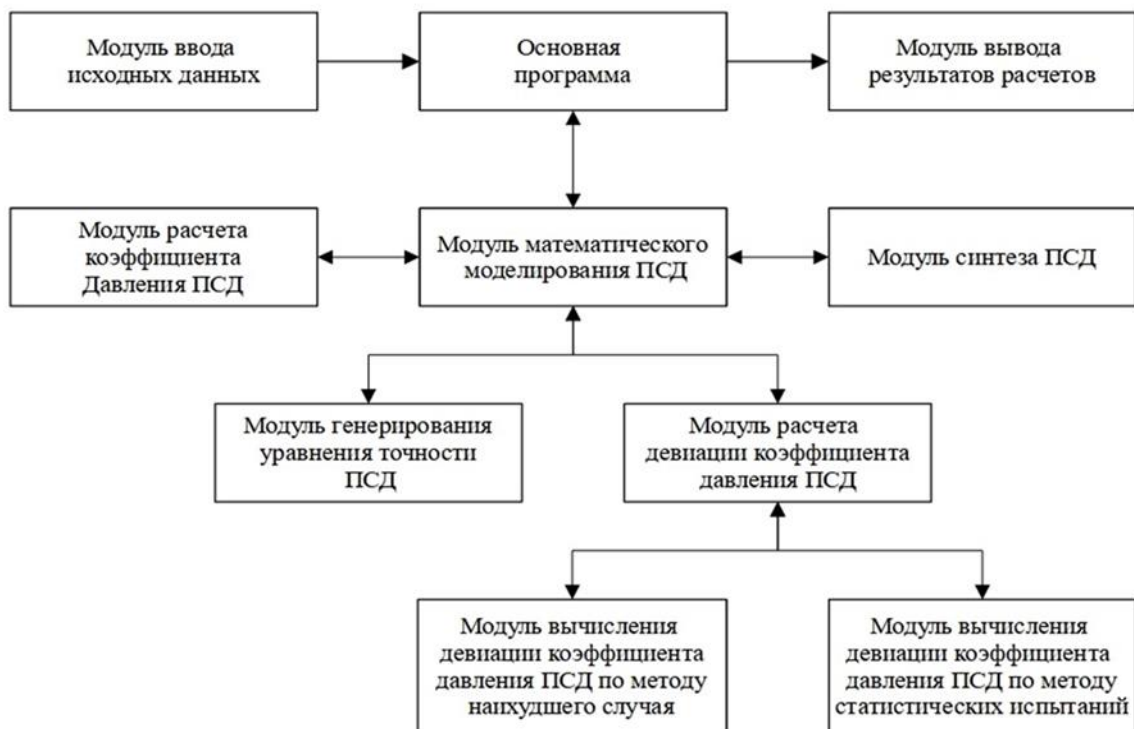 Модуль ввода
исходных данных
Основная
программа
Модуль вывода
результатов расчетов
Модуль расчета
коэффициента
Давления ПСД
Модуль математического
моделирования ПСД
Модуль синтеза ПСД
Модуль генерирования
уравнения точности
ПСД
Модуль расчета
девиации коэффициента
давления ПСД
Модуль вычисления
девиации коэффициента
давления ПСД по методу
наихудшего случая
Модуль вычисления
девиации коэффициента
давления ПСД по методу
статистических испытаний